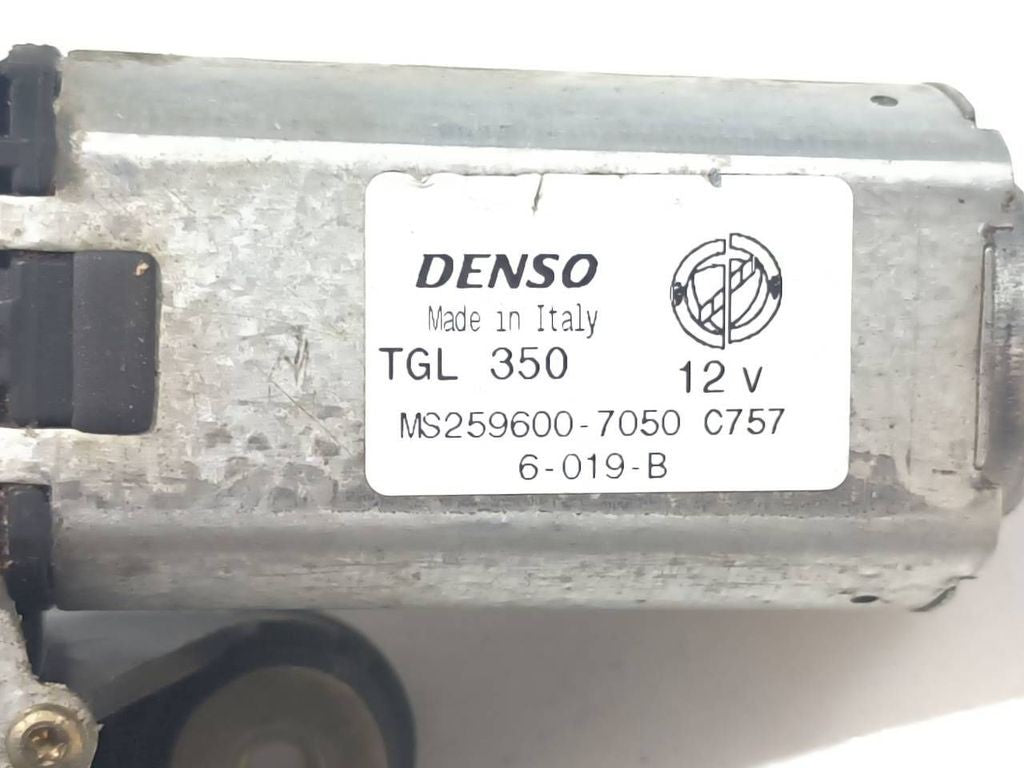 DENSO
Made in Italy
TGL 350
12 V
MS259600-7050 C757
6-019-B